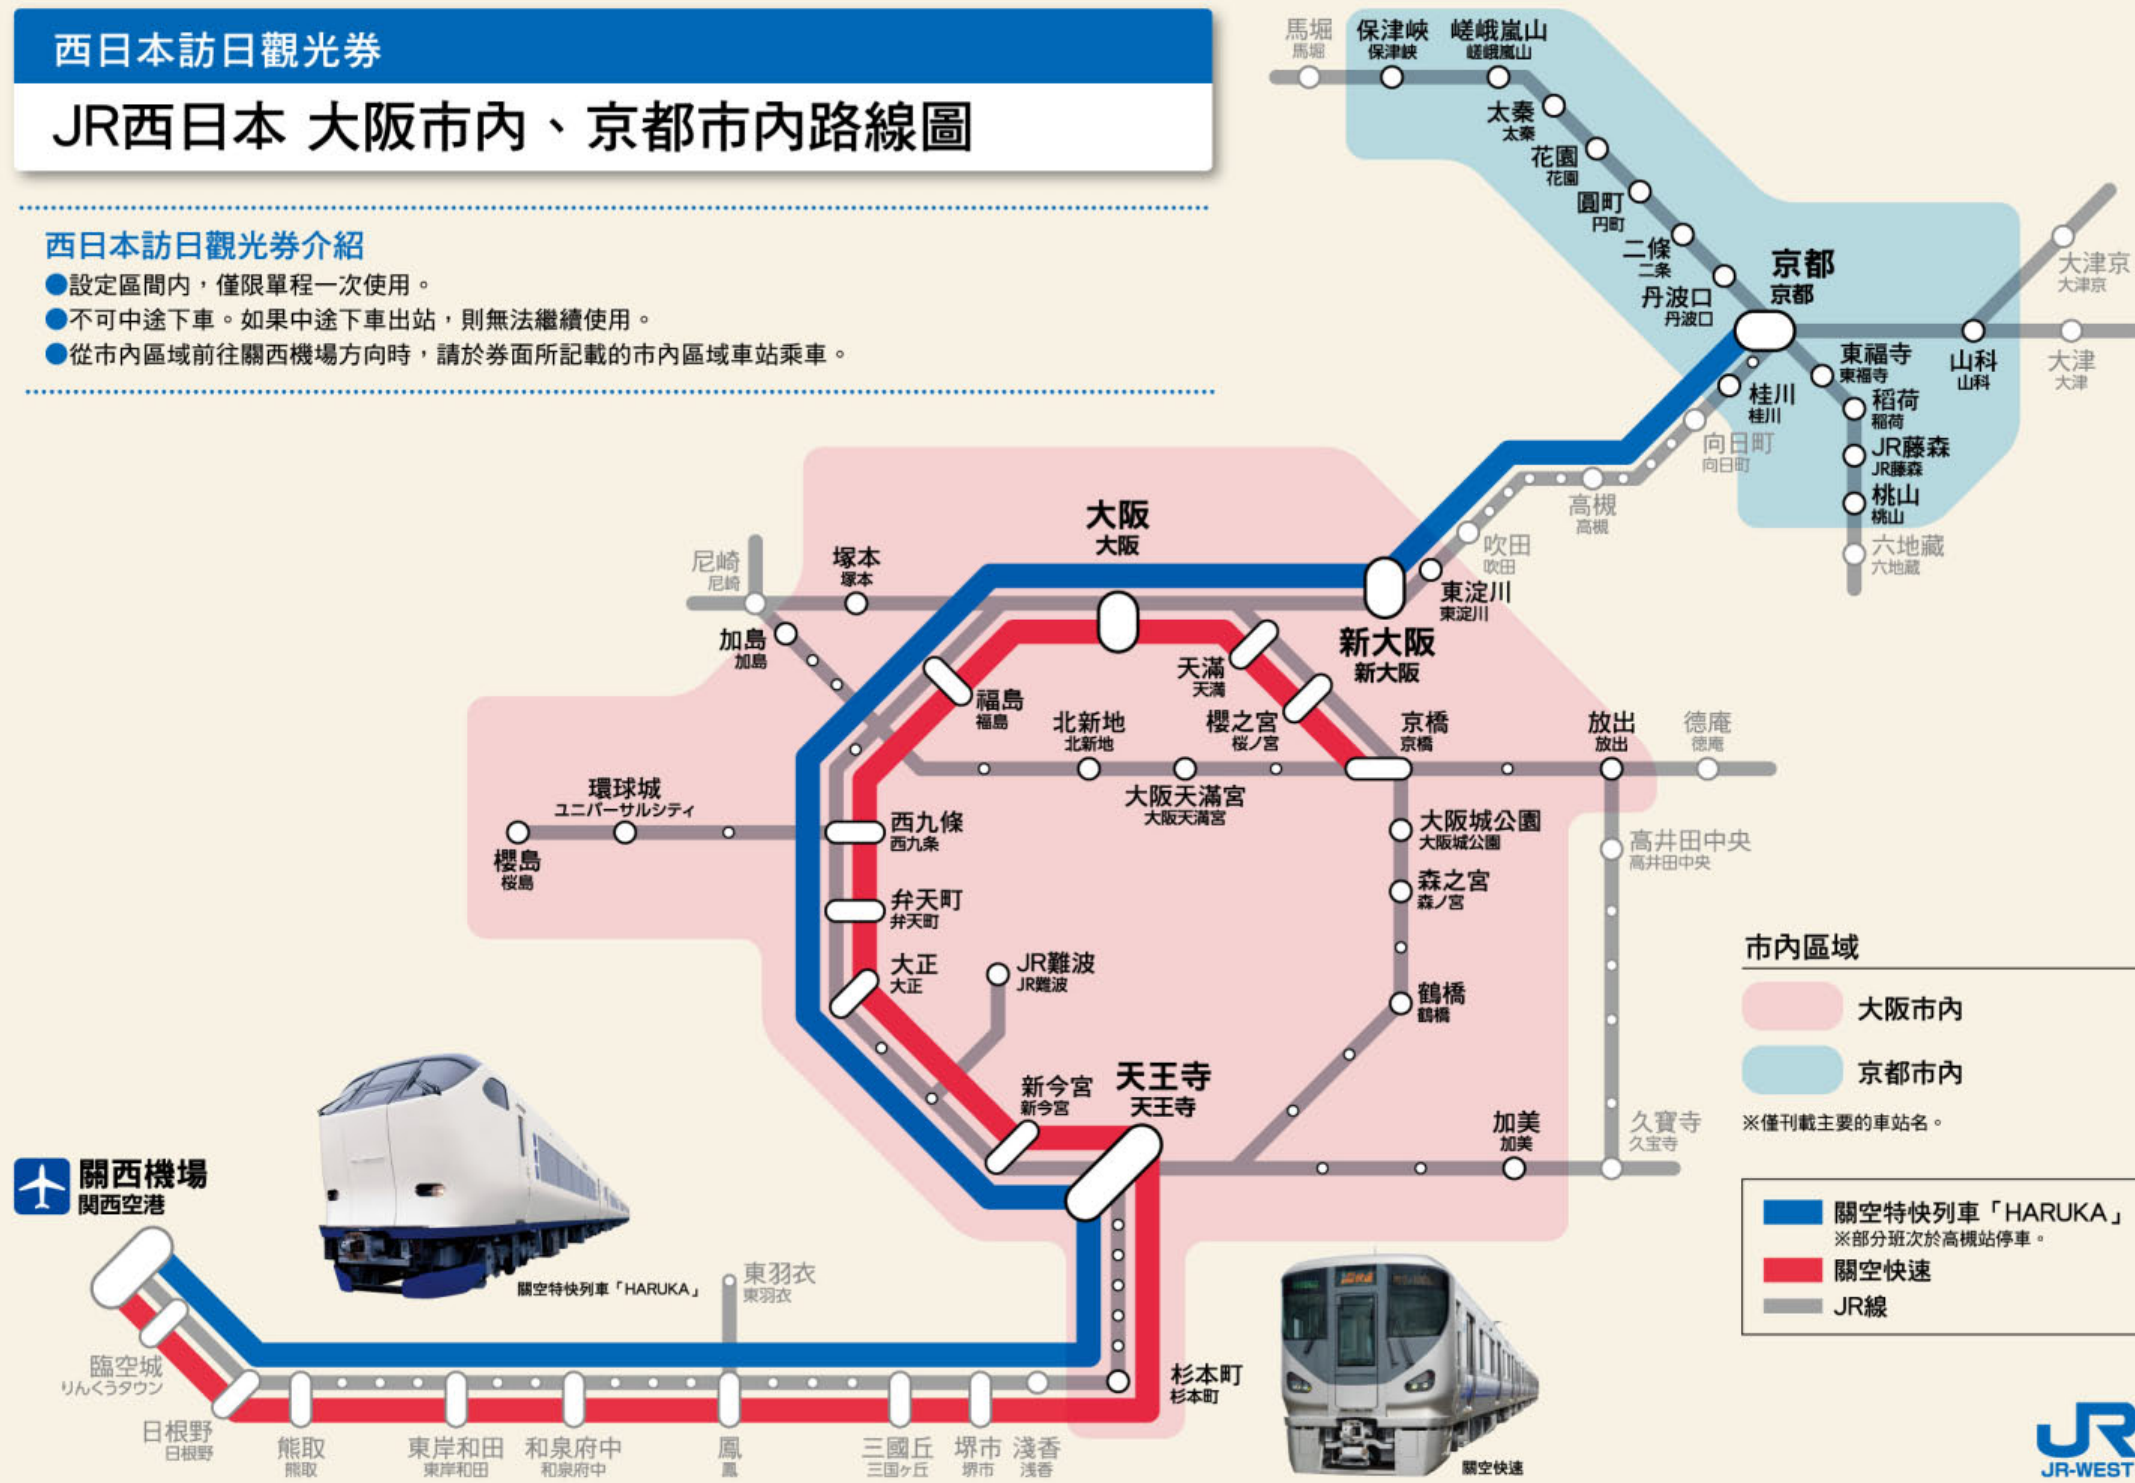 西日本訪日觀光券
JR西日本 大阪市內、京都市內路線圖
西日本訪日觀光券介紹
●設定區間內，僅限單程一次使用。
●不可中途下車。如果中途下車出站，則無法繼續使用。
●從市內區域前往關西機場方向時，請於券面所記載的市內區域車站乘車。
馬堀
馬堀
保津峽
保津峡
嵯峨嵐山
嵯峨嵐山
太秦
太秦
花園
花園
圓町
円町
二條
二条
丹波口
丹波口
京都
京都
大津京
大津京
山科
山科
大津
大津
東福寺
東福寺
稻荷
稲荷
JR藤森
JR藤森
桃山
桃山
六地藏
六地蔵
桂川
桂川
向日町
向日町
高槻
高槻
吹田
吹田
東淀川
東淀川
新大阪
新大阪
大阪
大阪
尼崎
尼崎
塚本
塚本
加島
加島
福島
福島
天滿
天満
櫻之宮
桜ノ宮
京橋
京橋
北新地
北新地
大阪天滿宮
大阪天満宮
放出
放出
德庵
徳庵
環球城
ユニバーサルシティ
櫻島
桜島
西九條
西九条
弁天町
弁天町
大正
大正
JR難波
JR難波
大阪城公園
大阪城公園
森之宮
森ノ宮
鶴橋
鶴橋
高井田中央
高井田中央
新今宮
新今宮
天王寺
天王寺
加美
加美
久寶寺
久宝寺
市內區域
大阪市內
京都市內
※僅刊載主要的車站名。
關空特快列車「HARUKA」
※部分班次於高槻站停車。
關空快速
JR線
關西機場
関西空港
關空特快列車「HARUKA」
臨空城
りんくうタウン
日根野
日根野
熊取
熊取
東岸和田
東岸和田
和泉府中
和泉府中
東羽衣
東羽衣
鳳
鳳
三國丘
三国ヶ丘
堺市
堺市
淺香
浅香
杉本町
杉本町
關空快速
JR
JR-WEST